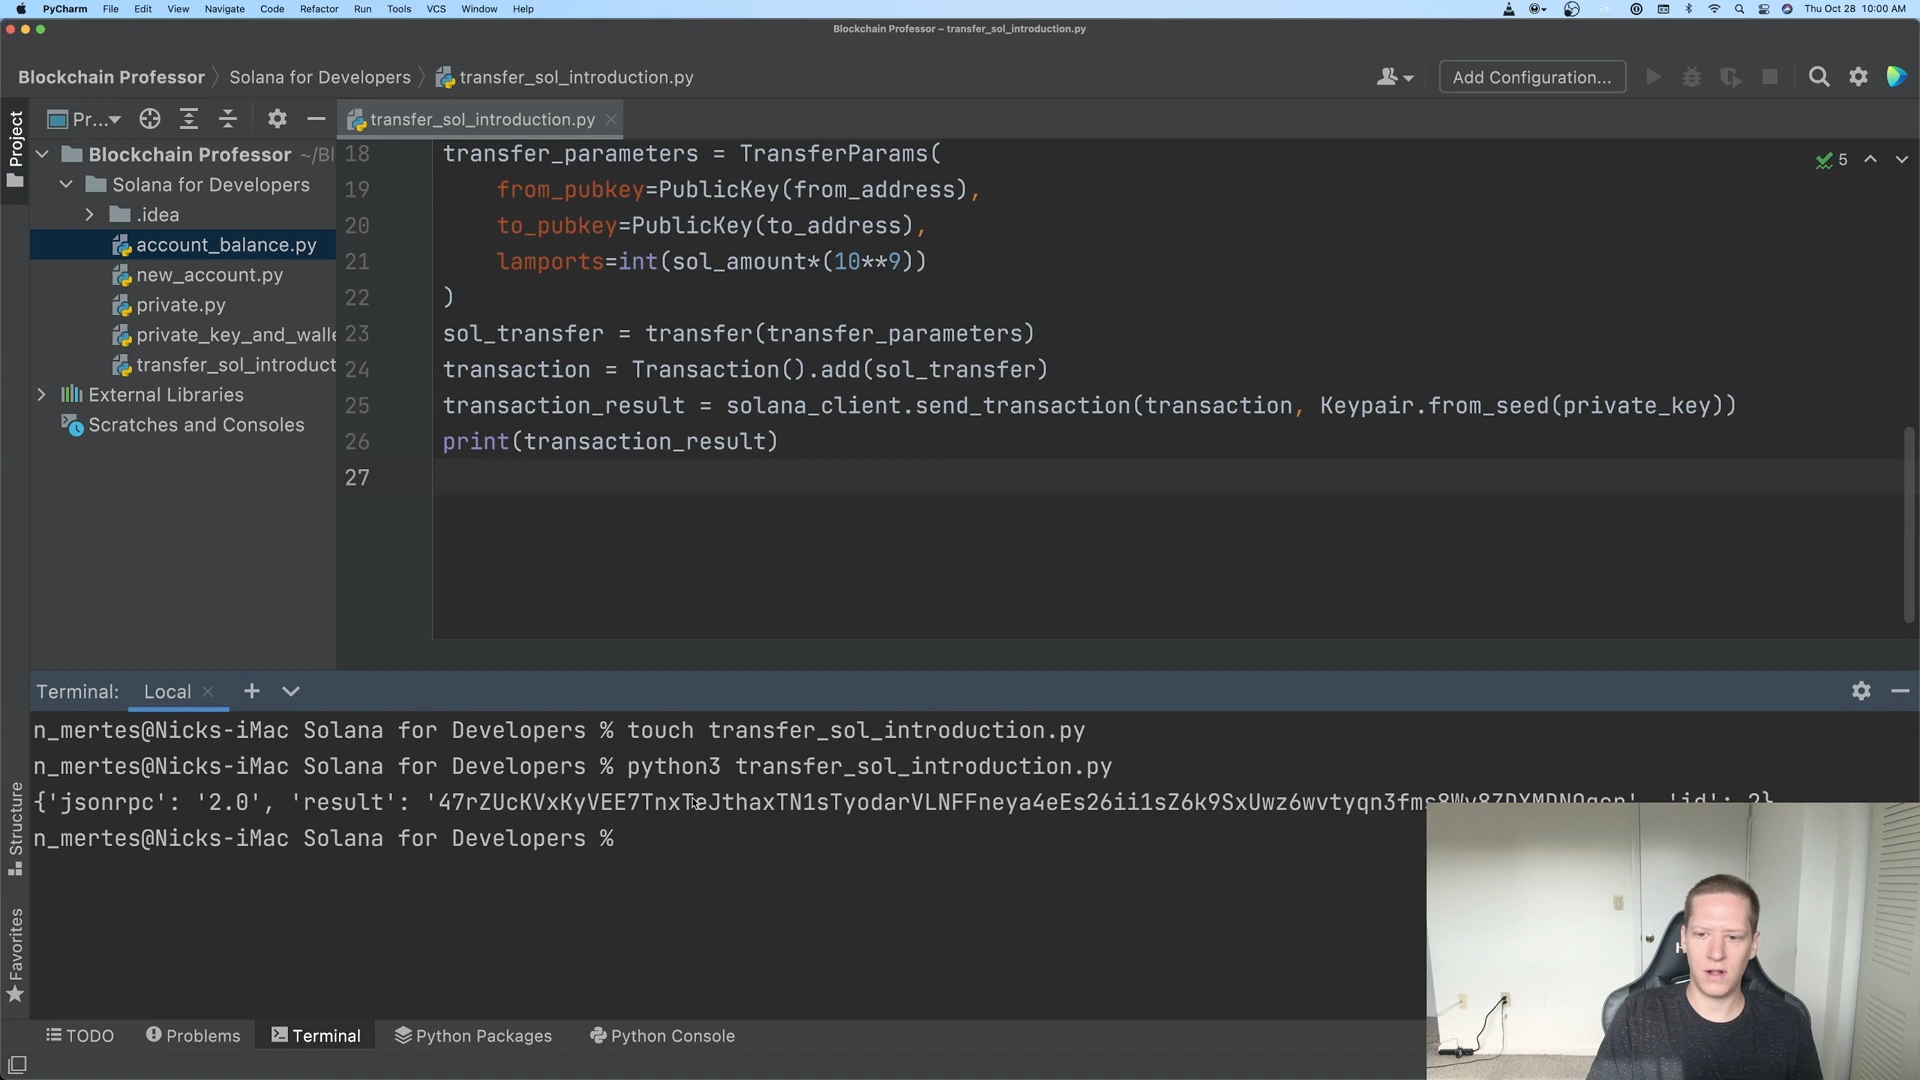 PyCharm File Edit View Navigate Code Refactor Run Tools VCS Window Help
Thu Oct 28 10:00 AM
Blockchain Professor – transfer_sol_introduction.py
Blockchain Professor Solana for Developers transfer_sol_introduction.py
Add Configuration...
Project
Pr...
transfer_sol_introduction.py
Blockchain Professor ~/Bl
Solana for Developers
.idea
account_balance.py
new_account.py
private.py
private_key_and_walle
transfer_sol_introduct
External Libraries
Scratches and Consoles
5
18 transfer_parameters = TransferParams(
19 from_pubkey=PublicKey(from_address),
20 to_pubkey=PublicKey(to_address),
21 lamports=int(sol_amount*(10**9))
22 )
23 sol_transfer = transfer(transfer_parameters)
24 transaction = Transaction().add(sol_transfer)
25 transaction_result = solana_client.send_transaction(transaction, Keypair.from_seed(private_key))
26 print(transaction_result)
27
Terminal: Local
n_mertes@Nicks-iMac Solana for Developers % touch transfer_sol_introduction.py
n_mertes@Nicks-iMac Solana for Developers % python3 transfer_sol_introduction.py
{'jsonrpc': '2.0', 'result': 'id': 2}
n_mertes@Nicks-iMac Solana for Developers %
Structure
Favorites
TODO Problems Terminal Python Packages Python Console